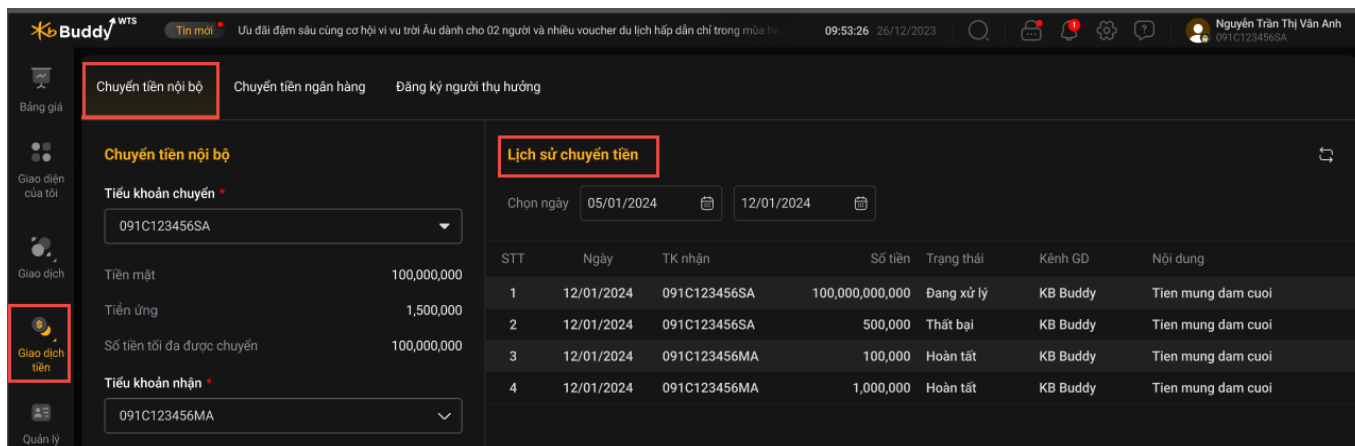 KB Buddy WTS
Tin mới
Ưu đãi đậm sâu cùng cơ hội vi vu trời Âu dành cho 02 người và nhiều voucher du lịch hấp dẫn chỉ trong mùa hè
09:53:26 26/12/2023
Nguyễn Trần Thị Vân Anh
091C123456SA
Bảng giá
Giao diện
của tôi
Giao dịch
Giao dịch
tiền
Quản lý
Chuyển tiền nội bộ
Chuyển tiền ngân hàng
Đăng ký người thụ hưởng
Chuyển tiền nội bộ
Tiểu khoản chuyển *
091C123456SA
Tiền mặt 100,000,000
Tiền ứng 1,500,000
Số tiền tối đa được chuyển 100,000,000
Tiểu khoản nhận *
091C123456MA
Lịch sử chuyển tiền
Chọn ngày 05/01/2024 12/01/2024
STT Ngày TK nhận Số tiền Trạng thái Kênh GD Nội dung
1 12/01/2024 091C123456SA 100,000,000,000 Đang xử lý KB Buddy Tien mung dam cuoi
2 12/01/2024 091C123456SA 500,000 Thất bại KB Buddy Tien mung dam cuoi
3 12/01/2024 091C123456MA 100,000 Hoàn tất KB Buddy Tien mung dam cuoi
4 12/01/2024 091C123456MA 1,000,000 Hoàn tất KB Buddy Tien mung dam cuoi